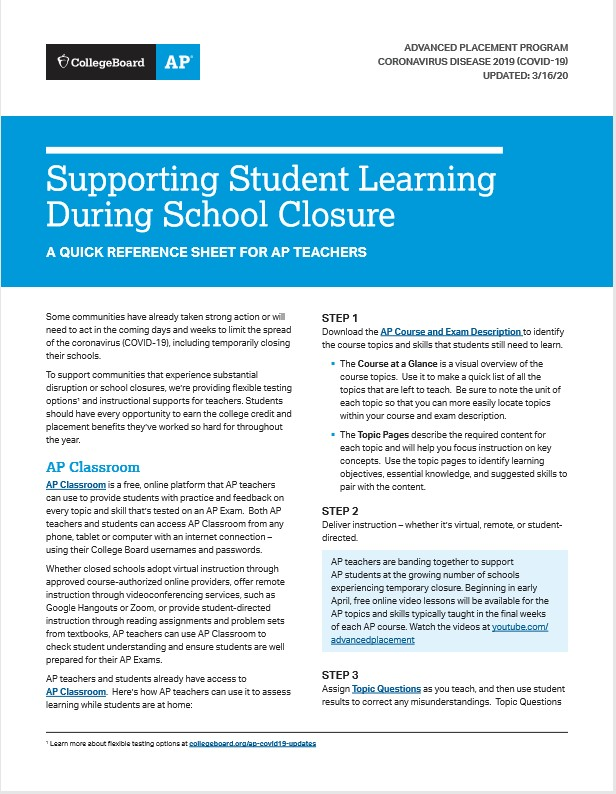 CollegeBoard AP®
ADVANCED PLACEMENT PROGRAM
CORONAVIRUS DISEASE 2019 (COVID-19)
UPDATED: 3/16/20
Supporting Student Learning
During School Closure
A QUICK REFERENCE SHEET FOR AP TEACHERS
Some communities have already taken strong action or will
need to act in the coming days and weeks to limit the spread
of the coronavirus (COVID-19), including temporarily closing
their schools.
To support communities that experience substantial
disruption or school closures, we're providing flexible testing
options¹ and instructional supports for teachers. Students
should have every opportunity to earn the college credit and
placement benefits they've worked so hard for throughout
the year.
AP Classroom
AP Classroom is a free, online platform that AP teachers
can use to provide students with practice and feedback on
every topic and skill that's tested on an AP Exam. Both AP
teachers and students can access AP Classroom from any
phone, tablet or computer with an internet connection –
using their College Board usernames and passwords.
Whether closed schools adopt virtual instruction through
approved course-authorized online providers, offer remote
instruction through videoconferencing services, such as
Google Hangouts or Zoom, or provide student-directed
instruction through reading assignments and problem sets
from textbooks, AP teachers can use AP Classroom to
check student understanding and ensure students are well
prepared for their AP Exams.
AP teachers and students already have access to
AP Classroom. Here's how AP teachers can use it to assess
learning while students are at home:
STEP 1
Download the AP Course and Exam Description to identify
the course topics and skills that students still need to learn.
• The Course at a Glance is a visual overview of the
course topics. Use it to make a quick list of all the
topics that are left to teach. Be sure to note the unit of
each topic so that you can more easily locate topics
within your course and exam description.
• The Topic Pages describe the required content for
each topic and will help you focus instruction on key
concepts. Use the topic pages to identify learning
objectives, essential knowledge, and suggested skills to
pair with the content.
STEP 2
Deliver instruction – whether it's virtual, remote, or student-
directed.
AP teachers are banding together to support
AP students at the growing number of schools
experiencing temporary closure. Beginning in early
April, free online video lessons will be available for the
AP topics and skills typically taught in the final weeks
of each AP course. Watch the videos at youtube.com/
advancedplacement
STEP 3
Assign Topic Questions as you teach, and then use student
results to correct any misunderstandings. Topic Questions
¹ Learn more about flexible testing options at collegeboard.org/ap-covid19-updates